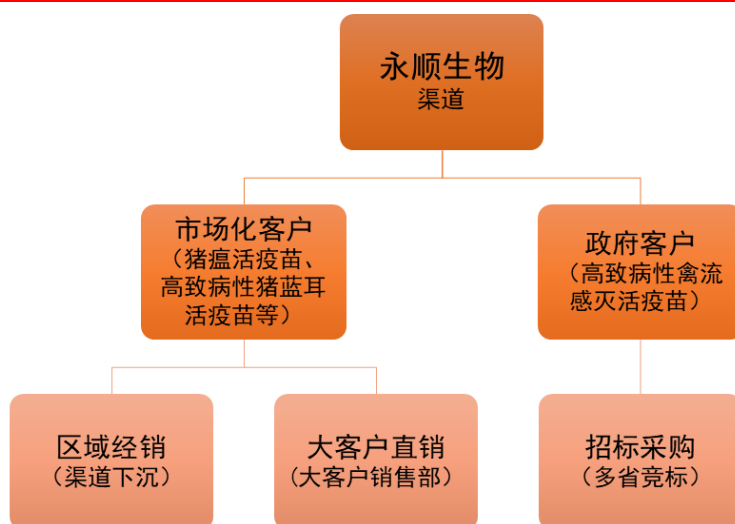 永顺生物
渠道
市场化客户
（猪瘟活疫苗、
高致病性猪蓝耳
活疫苗等）
政府客户
（高致病性禽流
感灭活疫苗）
区域经销
（渠道下沉）
大客户直销
(大客户销售部）
招标采购
（多省竞标）